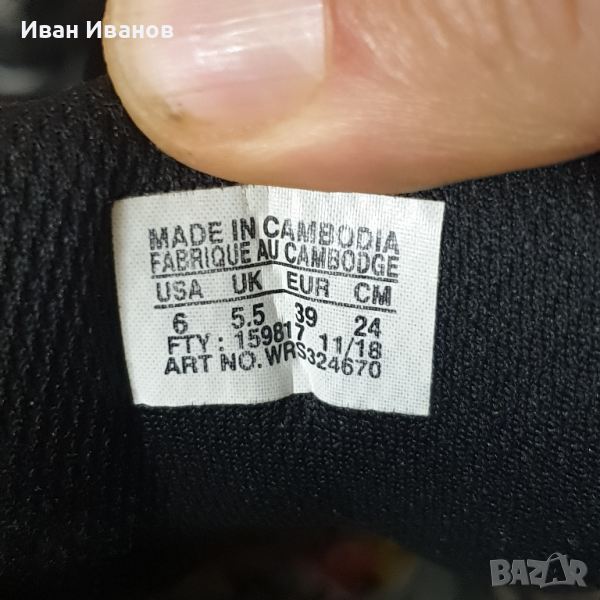 Иван Иванов
MADE IN CAMBODIA
FABRIQUE AU CAMBODGE
USA UK EUR CM
6 5.5 39 24
FTY : 159817 11/18
ART NO. WRS324670
BAZAR